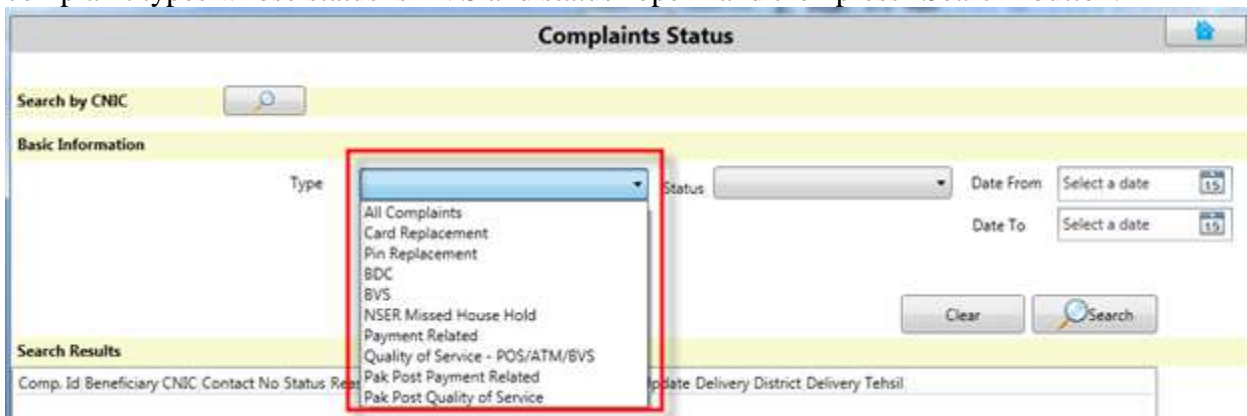 Complaints Status
Search by CNIC
Basic Information
Type
Status
Date From
Select a date
15
Date To
Select a date
15
All Complaints
Card Replacement
Pin Replacement
BDC
BVS
NSER Missed House Hold
Payment Related
Quality of Service - POS/ATM/BVS
Pak Post Payment Related
Pak Post Quality of Service
Clear
Search
Search Results
Comp. Id Beneficiary CNIC Contact No Status Delivery District Delivery Tehsil